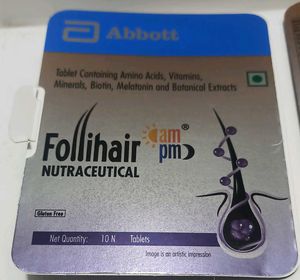 Abbott
Tablet Containing Amino Acids, Vitamins,
Minerals, Biotin, Melatonin and Botanical Extracts
Follihair am pm
NUTRACEUTICAL
Gluten Free
Net Quantity: 10 N Tablets
Image is an artistic impression